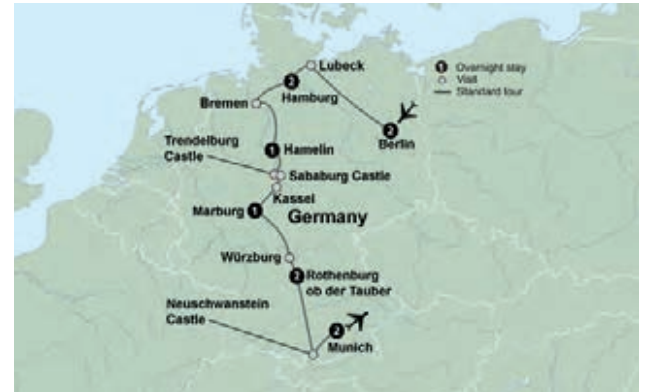 Lubeck
1 Overnight stay
Visit
Standard tour
2
Hamburg
Bremen
2
Berlin
Trendelburg
Castle
1 Hamelin
Sababurg Castle
Kassel
Marburg 1
Germany
Würzburg
2 Rothenburg
ob der Tauber
Neuschwanstein
Castle
2
Munich